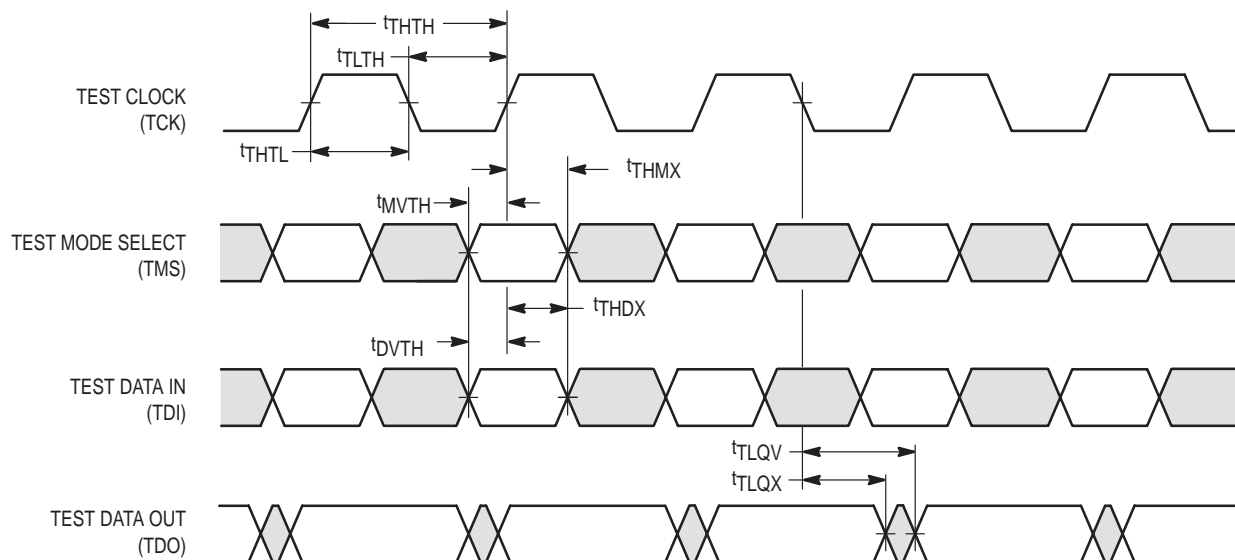 tTHTH
tTLTH
TEST CLOCK
(TCK)
tTHTL
tTHMX
tMVTH
TEST MODE SELECT
(TMS)
tTHDX
tDVTH
TEST DATA IN
(TDI)
tTLQV
tTLQX
TEST DATA OUT
(TDO)